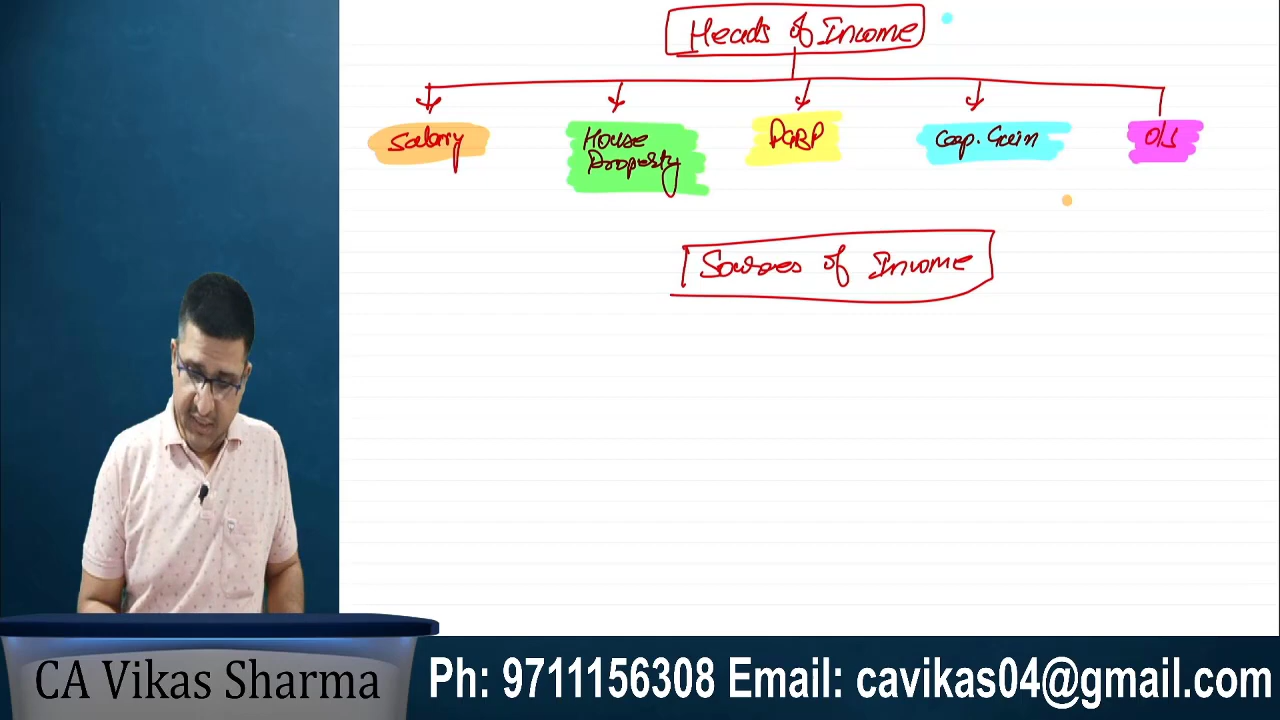 Heads of Income
Salary
House
Property
PGBP
Cap. Gain
O/S
Sources of Income
CA Vikas Sharma
Ph: 9711156308 Email: cavikas04@gmail.com